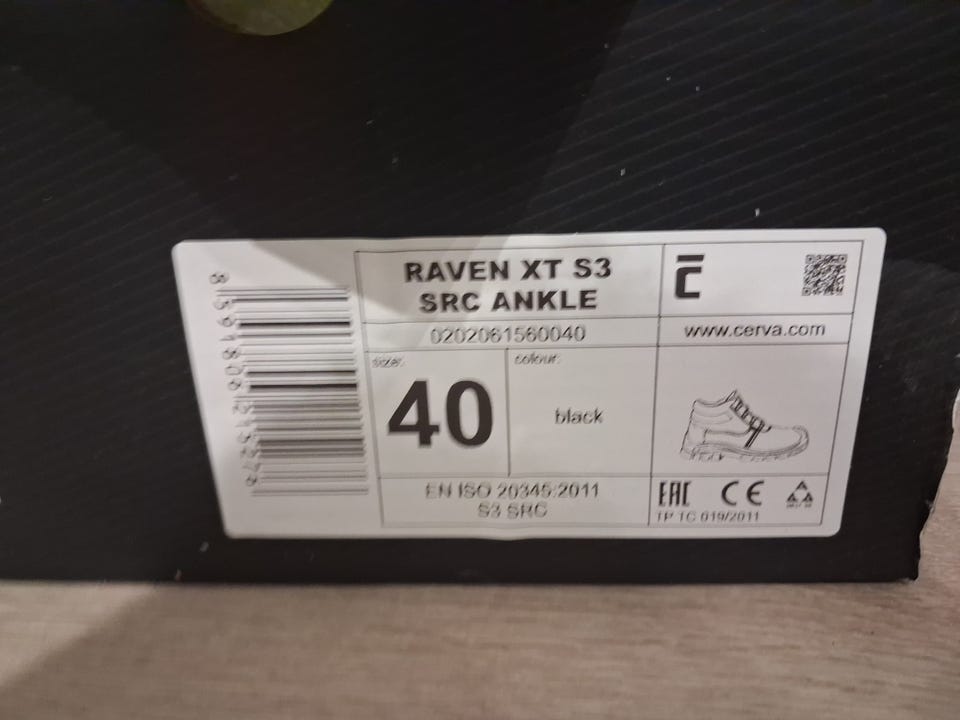 RAVEN XT S3
SRC ANKLE
0202061560040
www.cerva.com
size:
40
colour:
black
EN ISO 20345:2011
S3 SRC
EAC CE
TP TC 019/2011